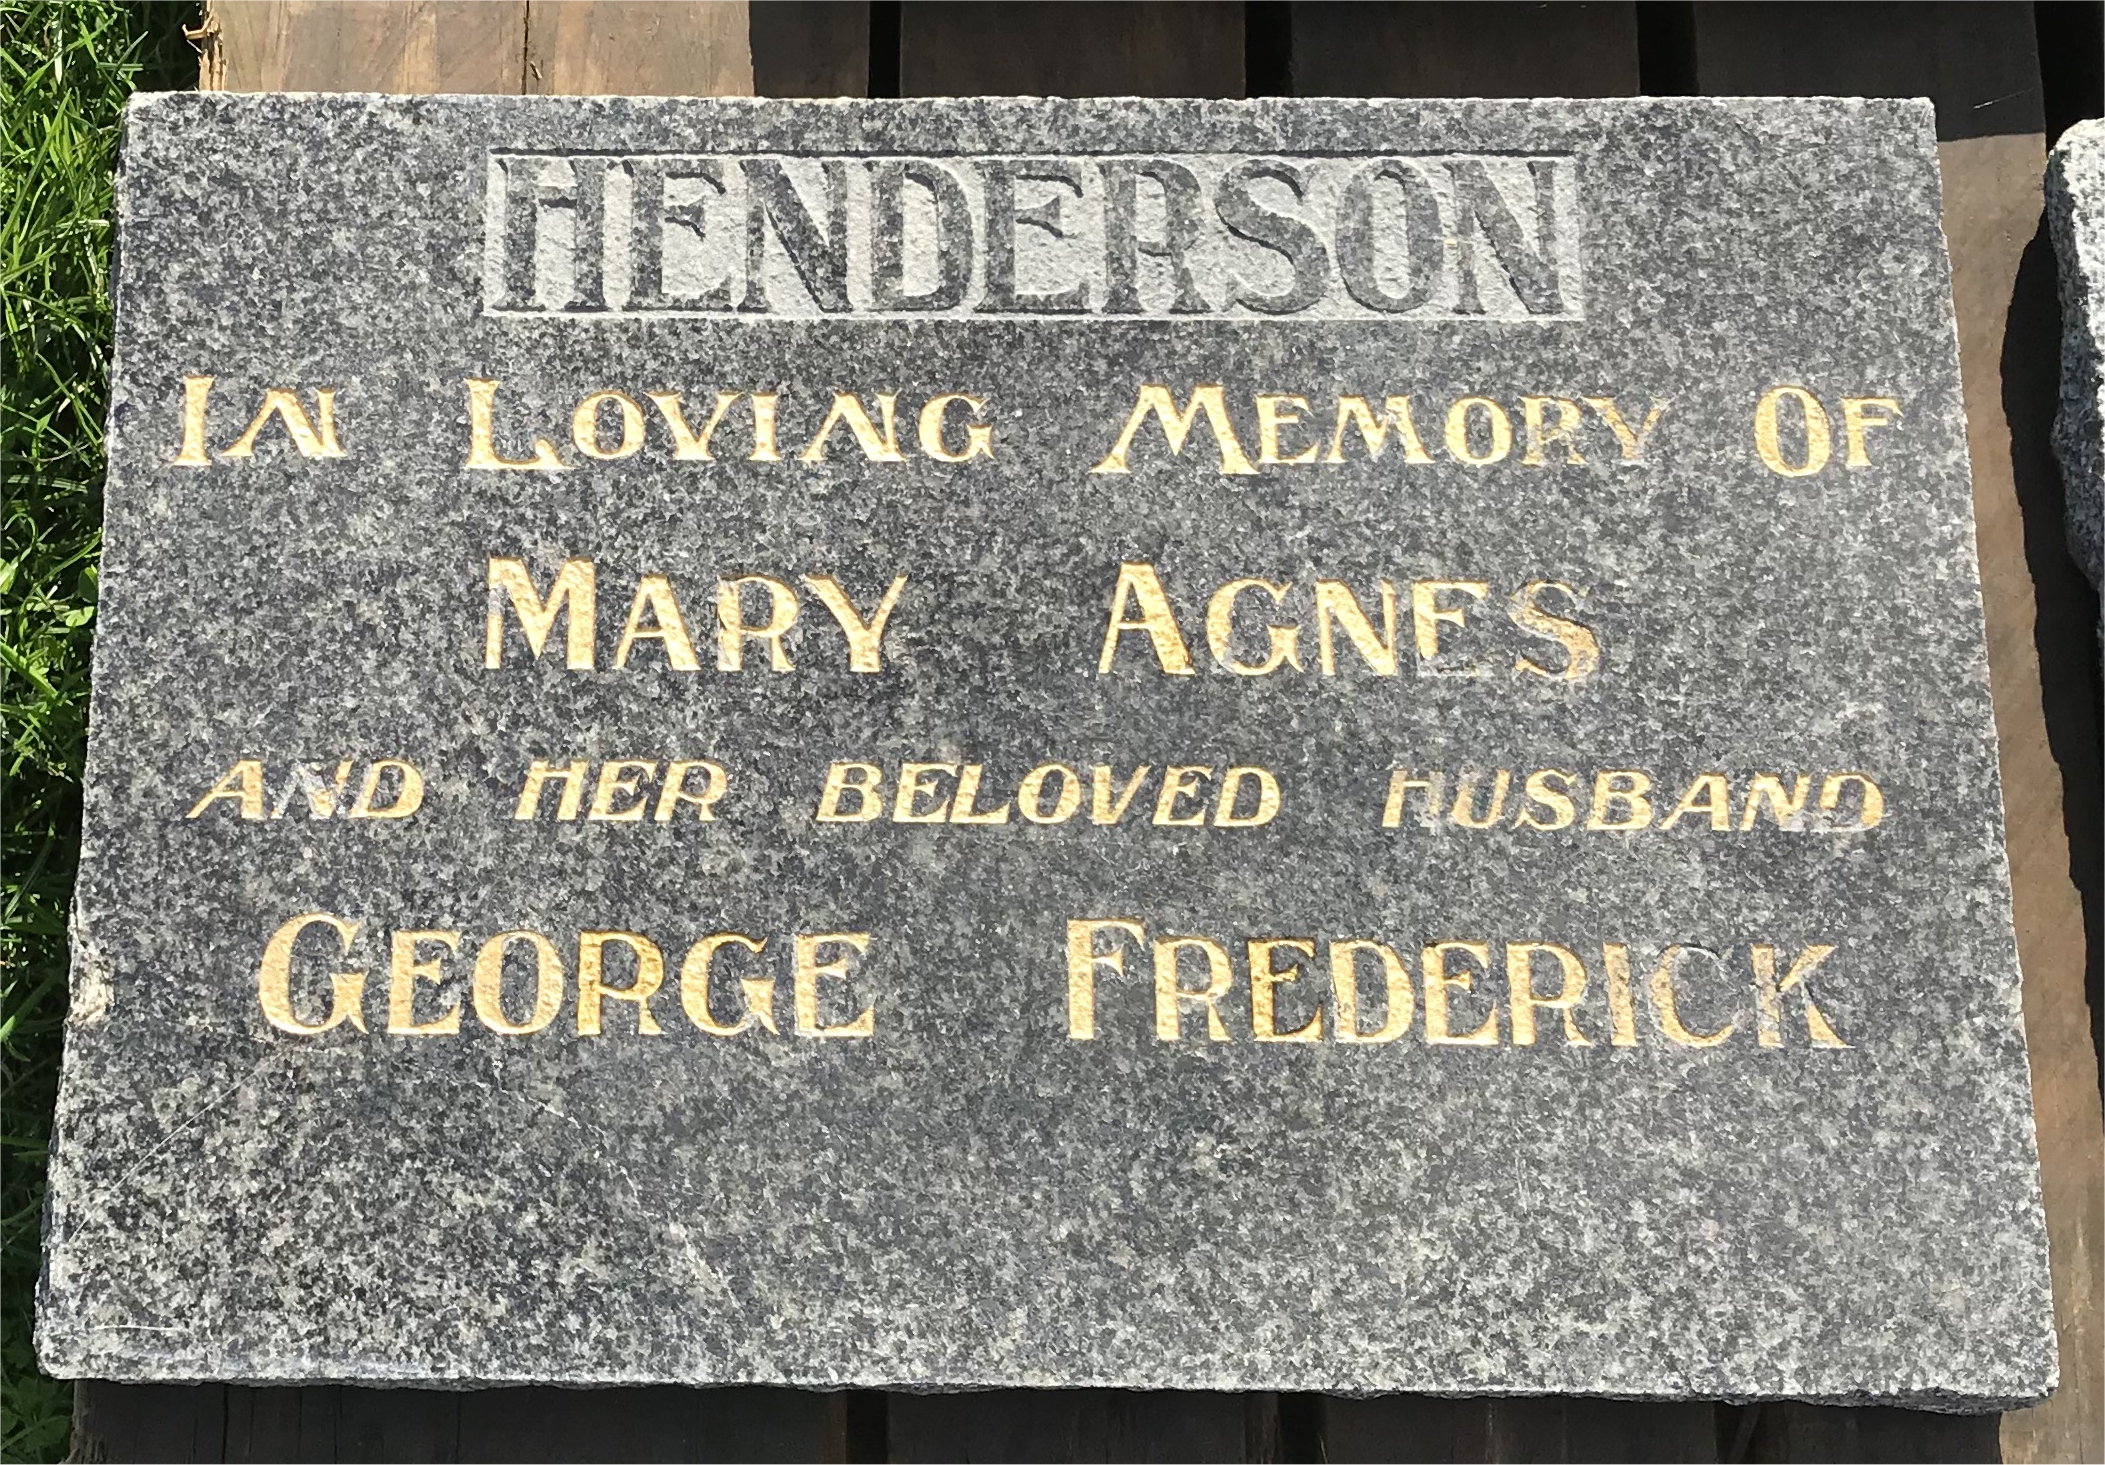 HENDERSON
IN LOVING MEMORY OF
MARY AGNES
AND HER BELOVED HUSBAND
GEORGE FREDERICK